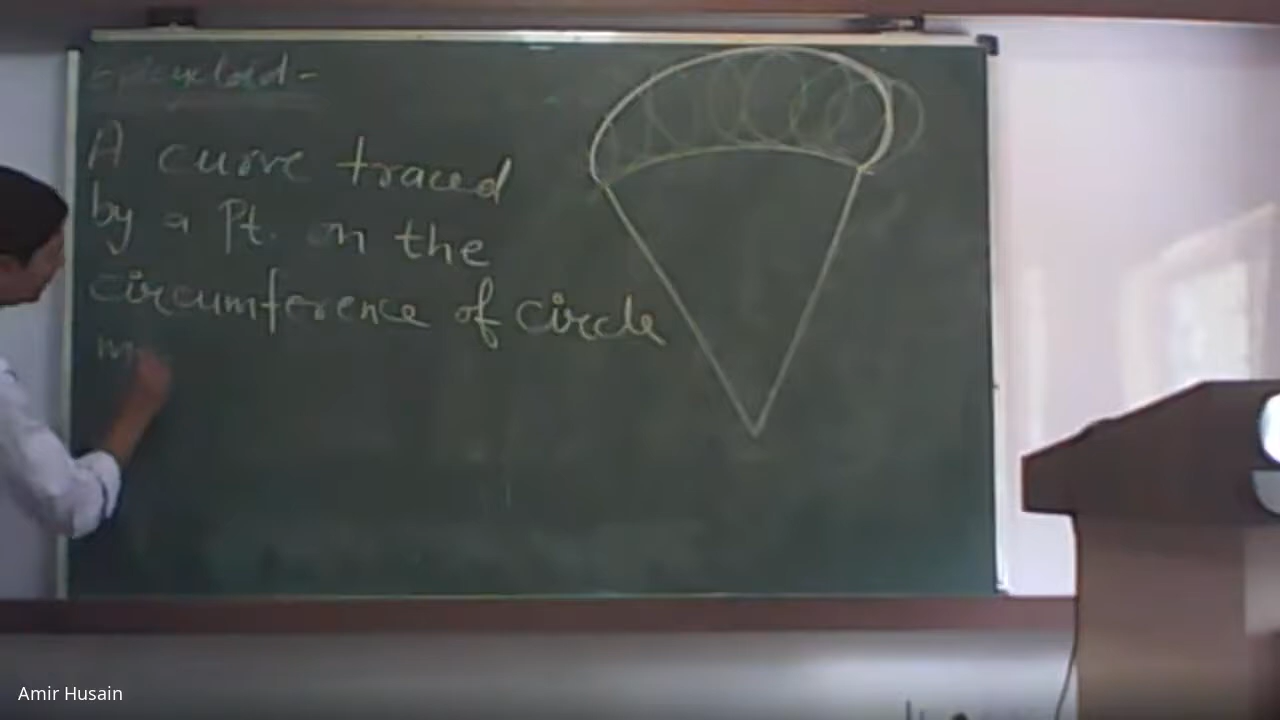 Epicycloid -
A curve traced
by a Pt. on the
circumference of circle
Amir Husain